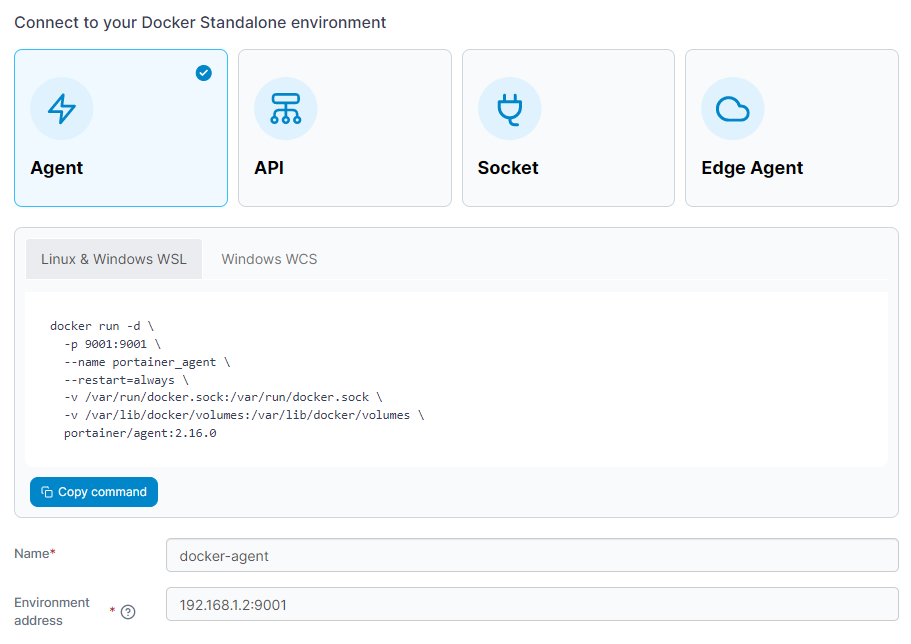 Connect to your Docker Standalone environment
Agent
API
Socket
Edge Agent
Linux & Windows WSL
Windows WCS
docker run -d \
-p 9001:9001 \
--name portainer_agent \
--restart=always \
-v /var/run/docker.sock:/var/run/docker.sock \
-v /var/lib/docker/volumes:/var/lib/docker/volumes \
portainer/agent:2.16.0
Copy command
Name*
docker-agent
Environment
address * ?
192.168.1.2:9001